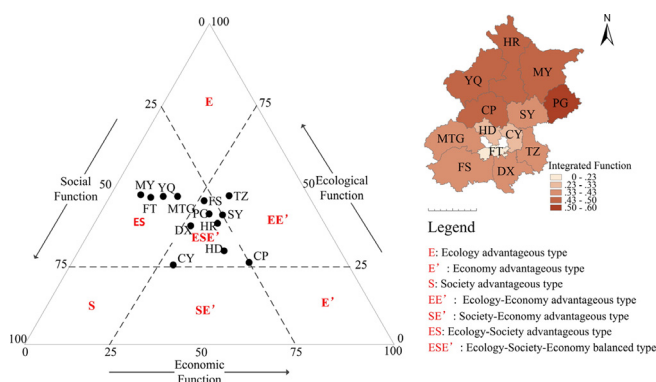 0 100
E
25
75
Social
Function
Ecological
Function
50
50
MY
YQ
FT
MTG
FS
TZ
PG
SY
HR
DX
ES
ESE’
EE’
HD
CY
CP
75
25
S
SE’
E’
100
0
0
25
50
75
100
Economic
Function
N
HR
YQ
MY
CP
PG
SY
HD
CY
MTG
FT
TZ
FS
DX
Integrated Function
0 - .23
.23 - .33
.33 - .43
.43 - .50
.50 - .60
Legend
E: Ecology advantageous type
E’: Economy advantageous type
S: Society advantageous type
EE’ : Ecology-Economy advantageous type
SE’ : Society-Economy advantageous type
ES: Ecology-Society advantageous type
ESE’ : Ecology-Society-Economy balanced type